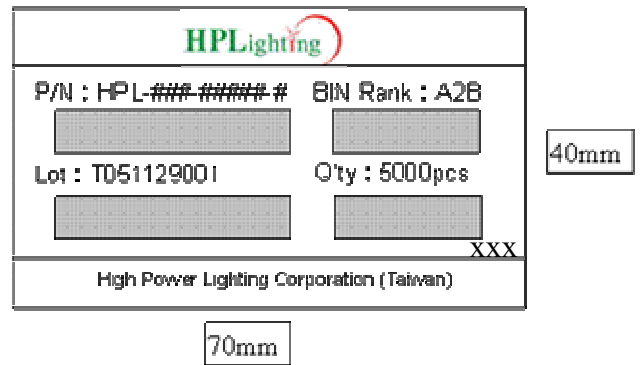 HPLighting
P/N : HPL-###-##### # BIN Rank : A2B
40mm
Lot : T051129001 Q'ty : 5000pcs
XXX
High Power Lighting Corporation (Taiwan)
70mm